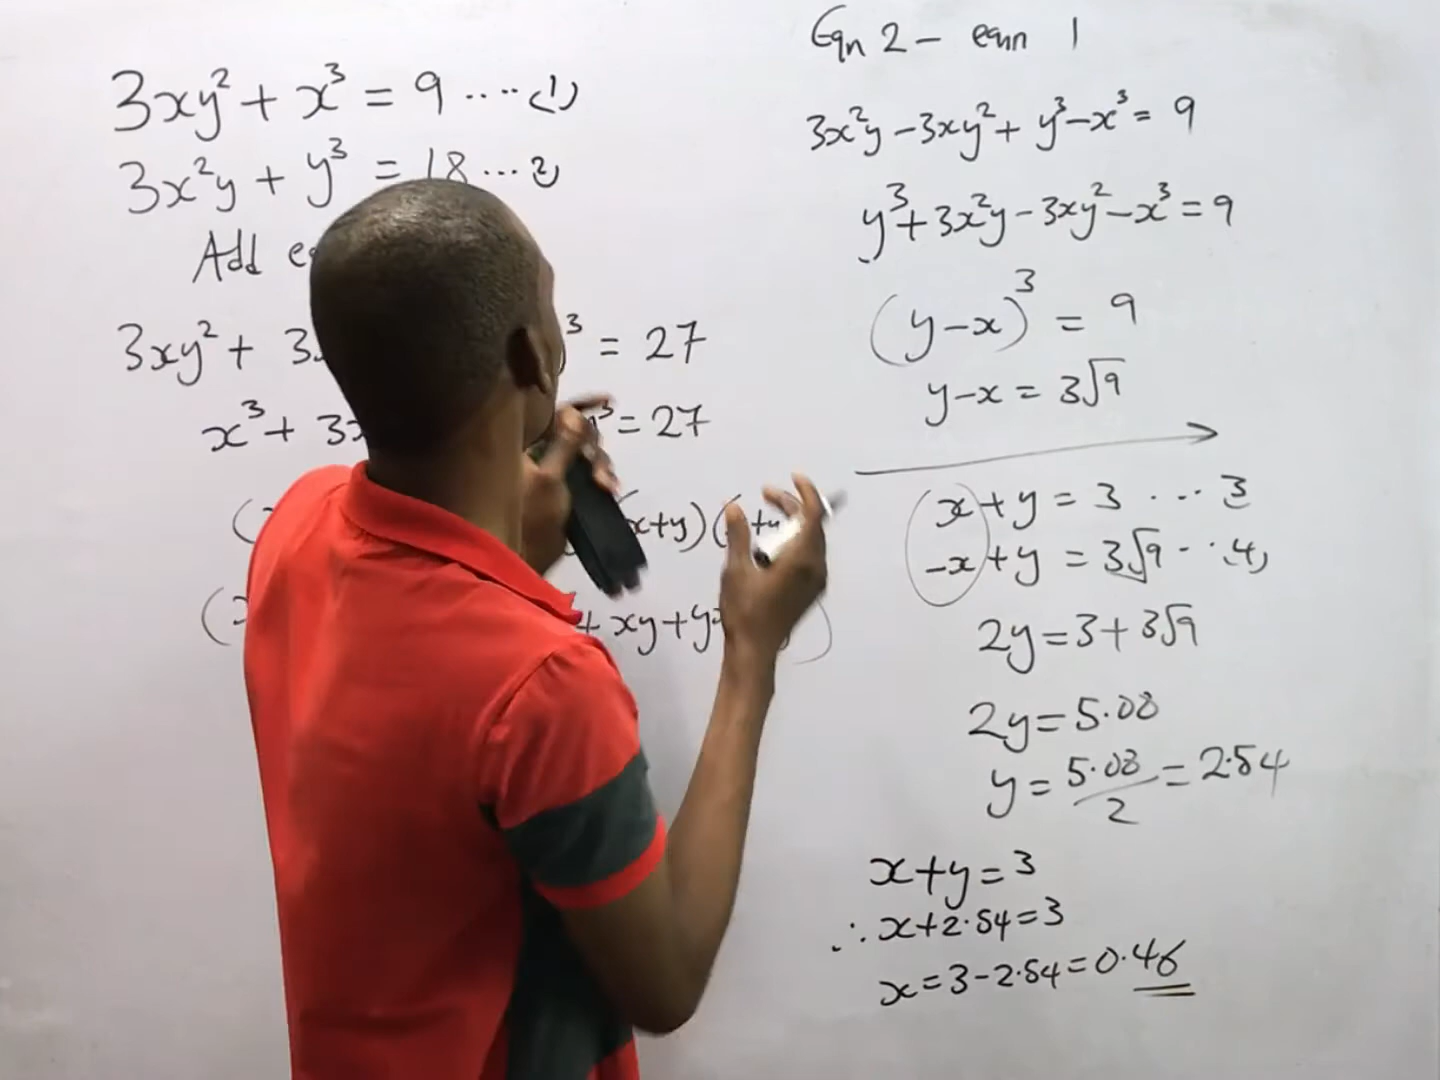 3xy² + x³ = 9 .... (1)
3x²y + y³ = 18 ... 2)
Add
3xy² + ³ = 27
x³ + ³ = 27
x+y)
+ xy+y²
Eqn 2 - eqn 1
3x²y - 3xy² + y³ - x³ = 9
y³ + 3x²y - 3xy² - x³ = 9
(y-x)³ = 9
y-x = 3√9
x + y = 3 ... 3
-x + y = 3√9 - .. 4)
2y = 3 + 3√9
2y = 5.08
y = 5.08/2 = 2.54
x + y = 3
∴ x + 2.54 = 3
x = 3 - 2.54 = 0.46